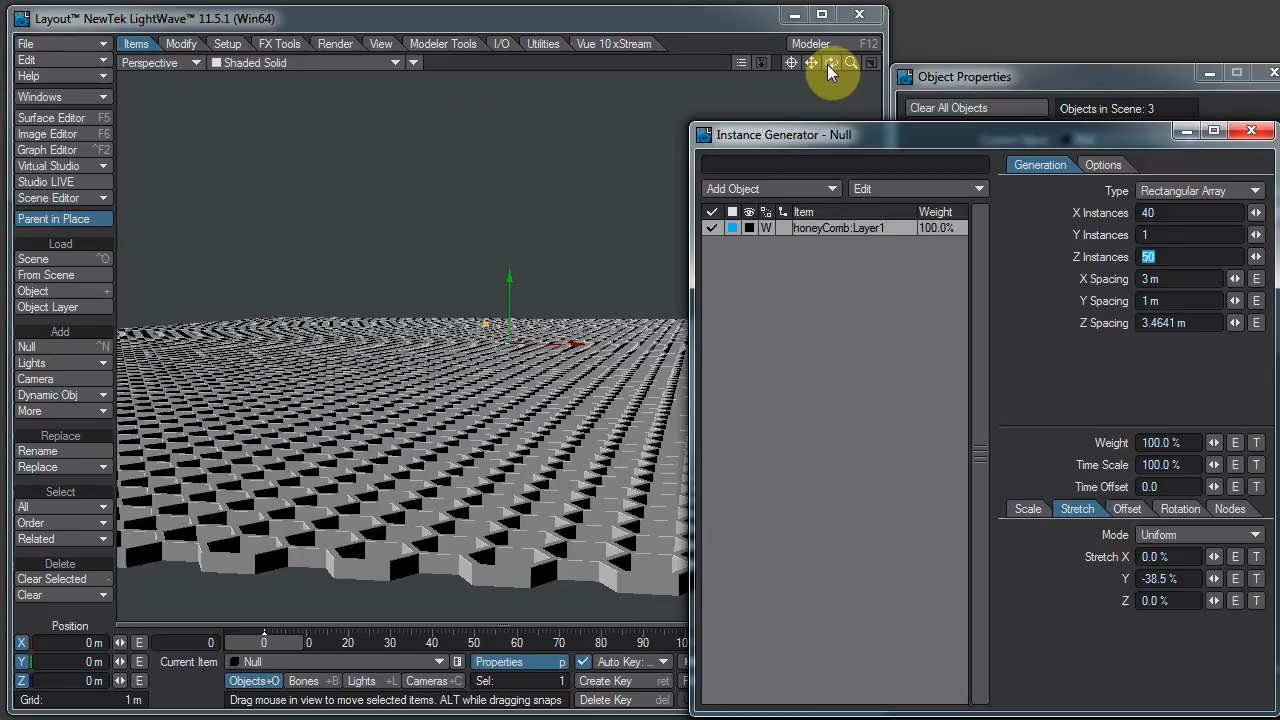 Layout™ NewTek LightWave™ 11.5.1 (Win64)
File
Edit
Help
Windows
Surface Editor F5
Image Editor F6
Graph Editor ^F2
Virtual Studio
Studio LIVE
Scene Editor
Parent in Place
Load
Scene ^O
From Scene
Object +
Object Layer
Add
Null ^N
Lights
Camera
Dynamic Obj
More
Replace
Rename
Replace
Select
All
Order
Related
Delete
Clear Selected -
Clear
Position
X 0 m E
Y 0 m E
Z 0 m E
Grid: 1 m
Items Modify Setup FX Tools Render View Modeler Tools I/O Utilities Vue 10 xStream Modeler F12
Perspective Shaded Solid
0 0 0 20 30 40 50 60 70 80 90 10
Current Item Null Properties p Auto Key: ...
Objects+O Bones +B Lights +L Cameras+C Sel: 1 Create Key ret
Drag mouse in view to move selected items. ALT while dragging snaps Delete Key del
Object Properties
Clear All Objects Objects in Scene: 3
Instance Generator - Null
Add Object Edit
Item Weight
W honeyComb:Layer1 100.0%
Generation Options
Type Rectangular Array
X Instances 40
Y Instances 1
Z Instances 50
X Spacing 3 m E
Y Spacing 1 m E
Z Spacing 3.4641 m E
Weight 100.0 % E T
Time Scale 100.0 % E T
Time Offset 0.0 E T
Scale Stretch Offset Rotation Nodes
Mode Uniform
Stretch X 0.0 % E T
Y -38.5 % E T
Z 0.0 % E T